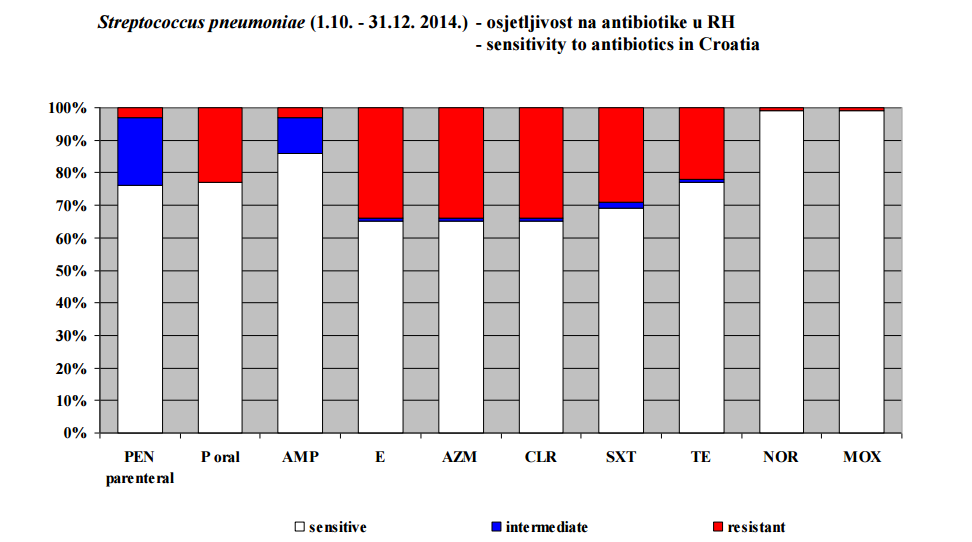 Streptococcus pneumoniae (1.10. - 31.12. 2014.) - osjetljivost na antibiotike u RH
- sensitivity to antibiotics in Croatia
100%
90%
80%
70%
60%
50%
40%
30%
20%
10%
0%
PEN parenteral
P oral
AMP
E
AZM
CLR
SXT
TE
NOR
MOX
sensitive
intermediate
resistant